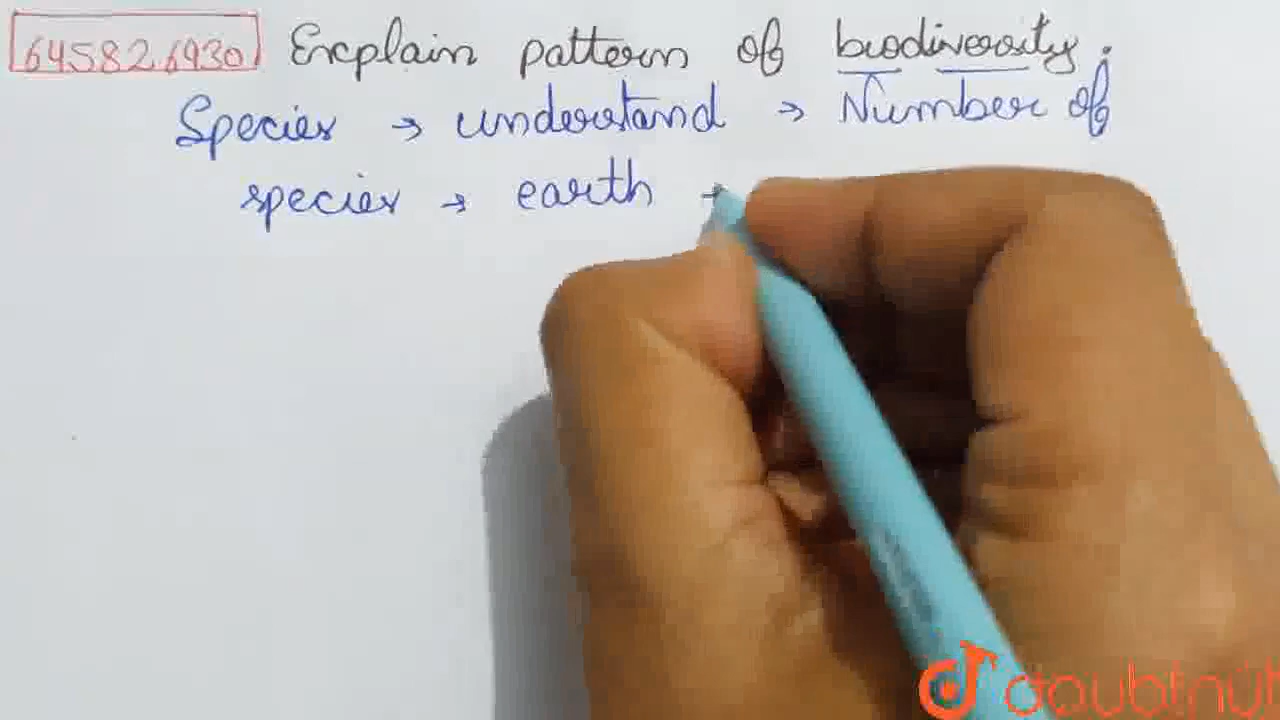 645826930 Explain pattern of biodiversity.
Species → understand → Number of
species → earth →
doubtnut